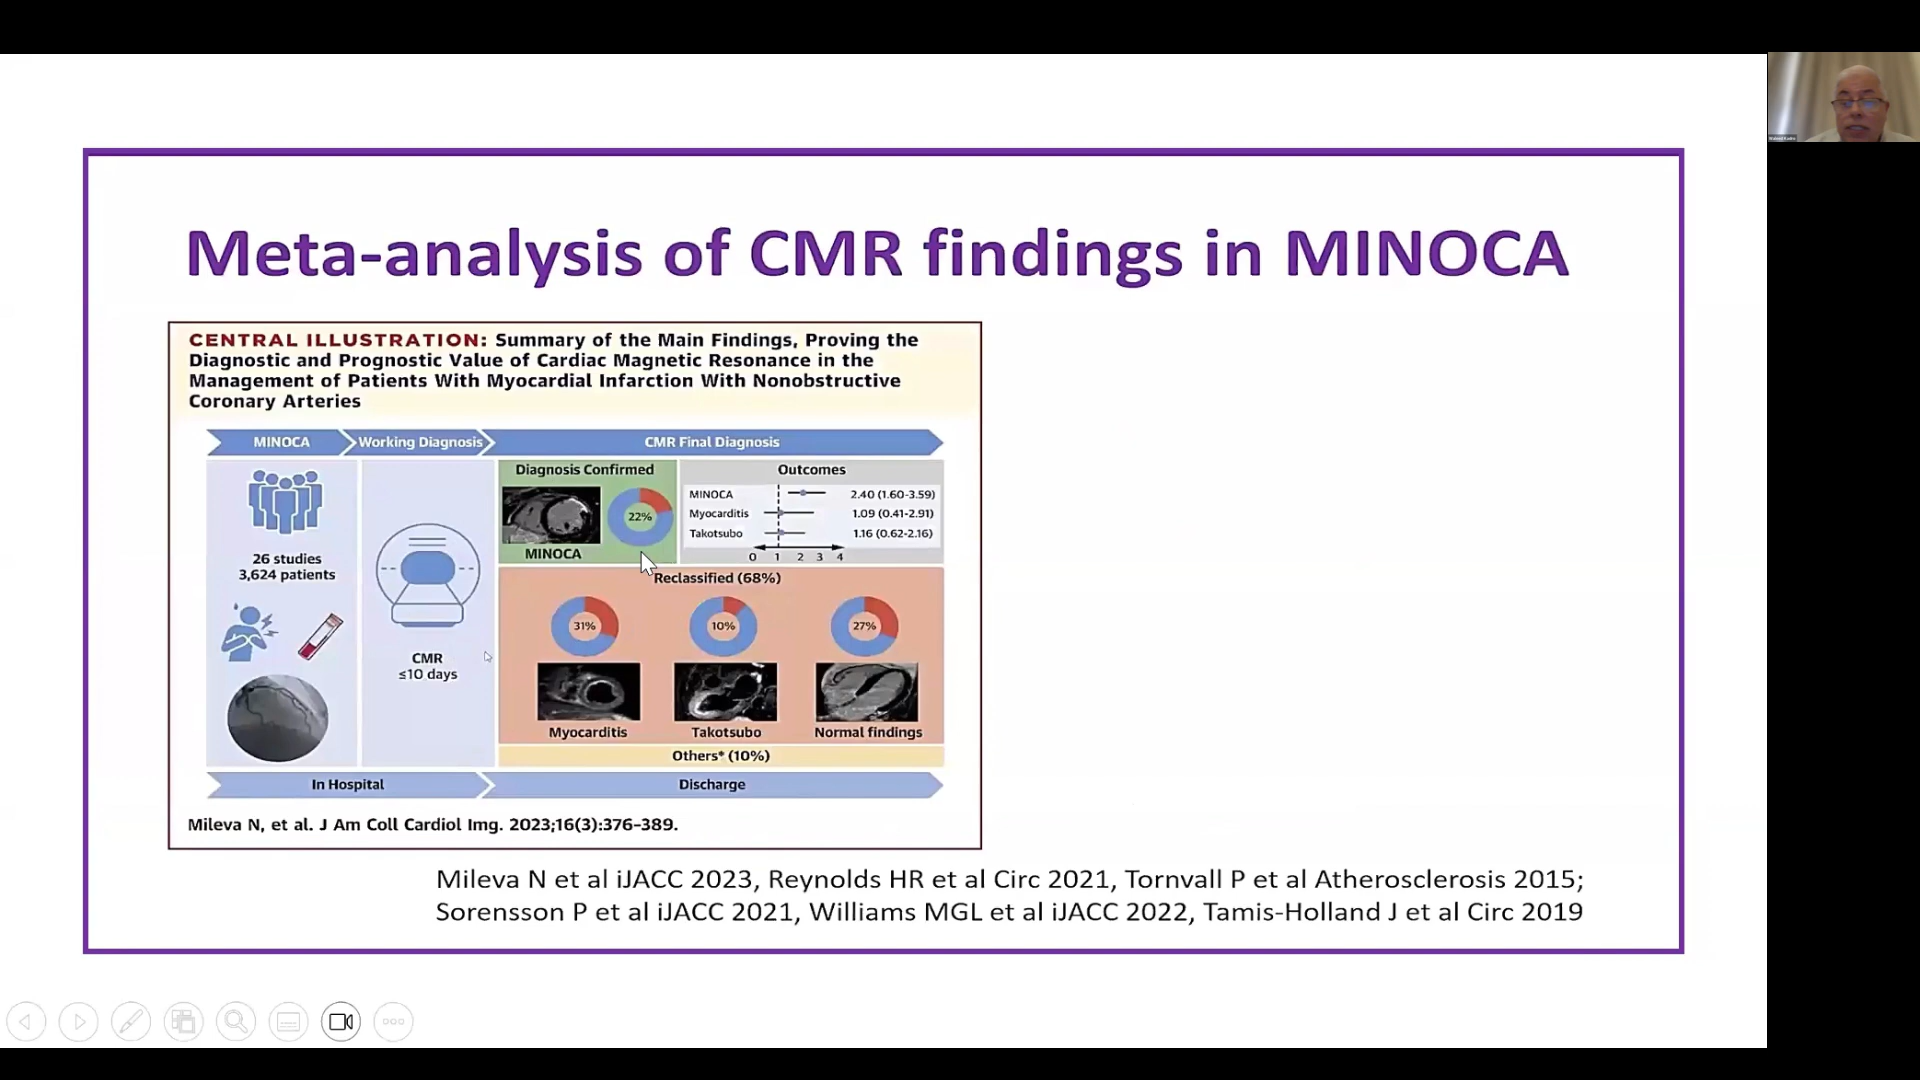 Meta-analysis of CMR findings in MINOCA
CENTRAL ILLUSTRATION: Summary of the Main Findings, Proving the
Diagnostic and Prognostic Value of Cardiac Magnetic Resonance in the
Management of Patients With Myocardial Infarction With Nonobstructive
Coronary Arteries
MINOCA
Working Diagnosis
CMR Final Diagnosis
Diagnosis Confirmed
22%
MINOCA
Outcomes
MINOCA 2.40 (1.60-3.59)
Myocarditis 1.09 (0.41-2.91)
Takotsubo 1.16 (0.62-2.16)
0 1 2 3 4
26 studies
3,624 patients
CMR
≤10 days
Reclassified (68%)
31%
10%
27%
Myocarditis
Takotsubo
Normal findings
Others* (10%)
In Hospital
Discharge
Mileva N, et al. J Am Coll Cardiol Img. 2023;16(3):376–389.
Mileva N et al iJACC 2023, Reynolds HR et al Circ 2021, Tornvall P et al Atherosclerosis 2015;
Sorensson P et al iJACC 2021, Williams MGL et al iJACC 2022, Tamis-Holland J et al Circ 2019